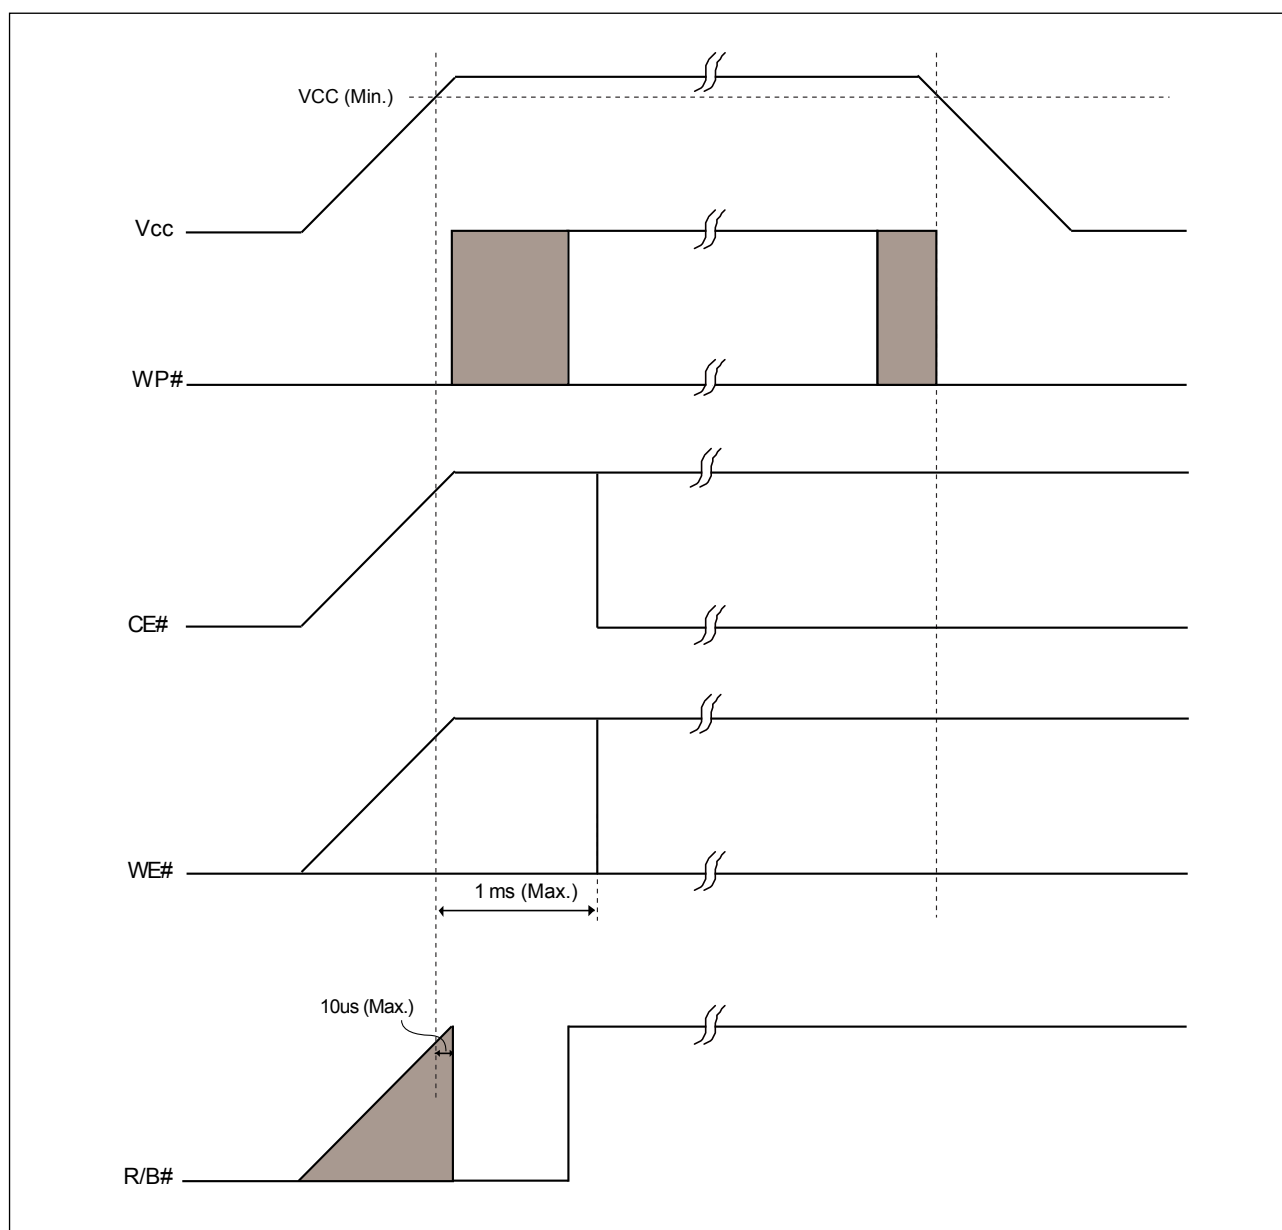 VCC (Min.)
Vcc
WP#
CE#
WE#
1 ms (Max.)
10us (Max.)
R/B#